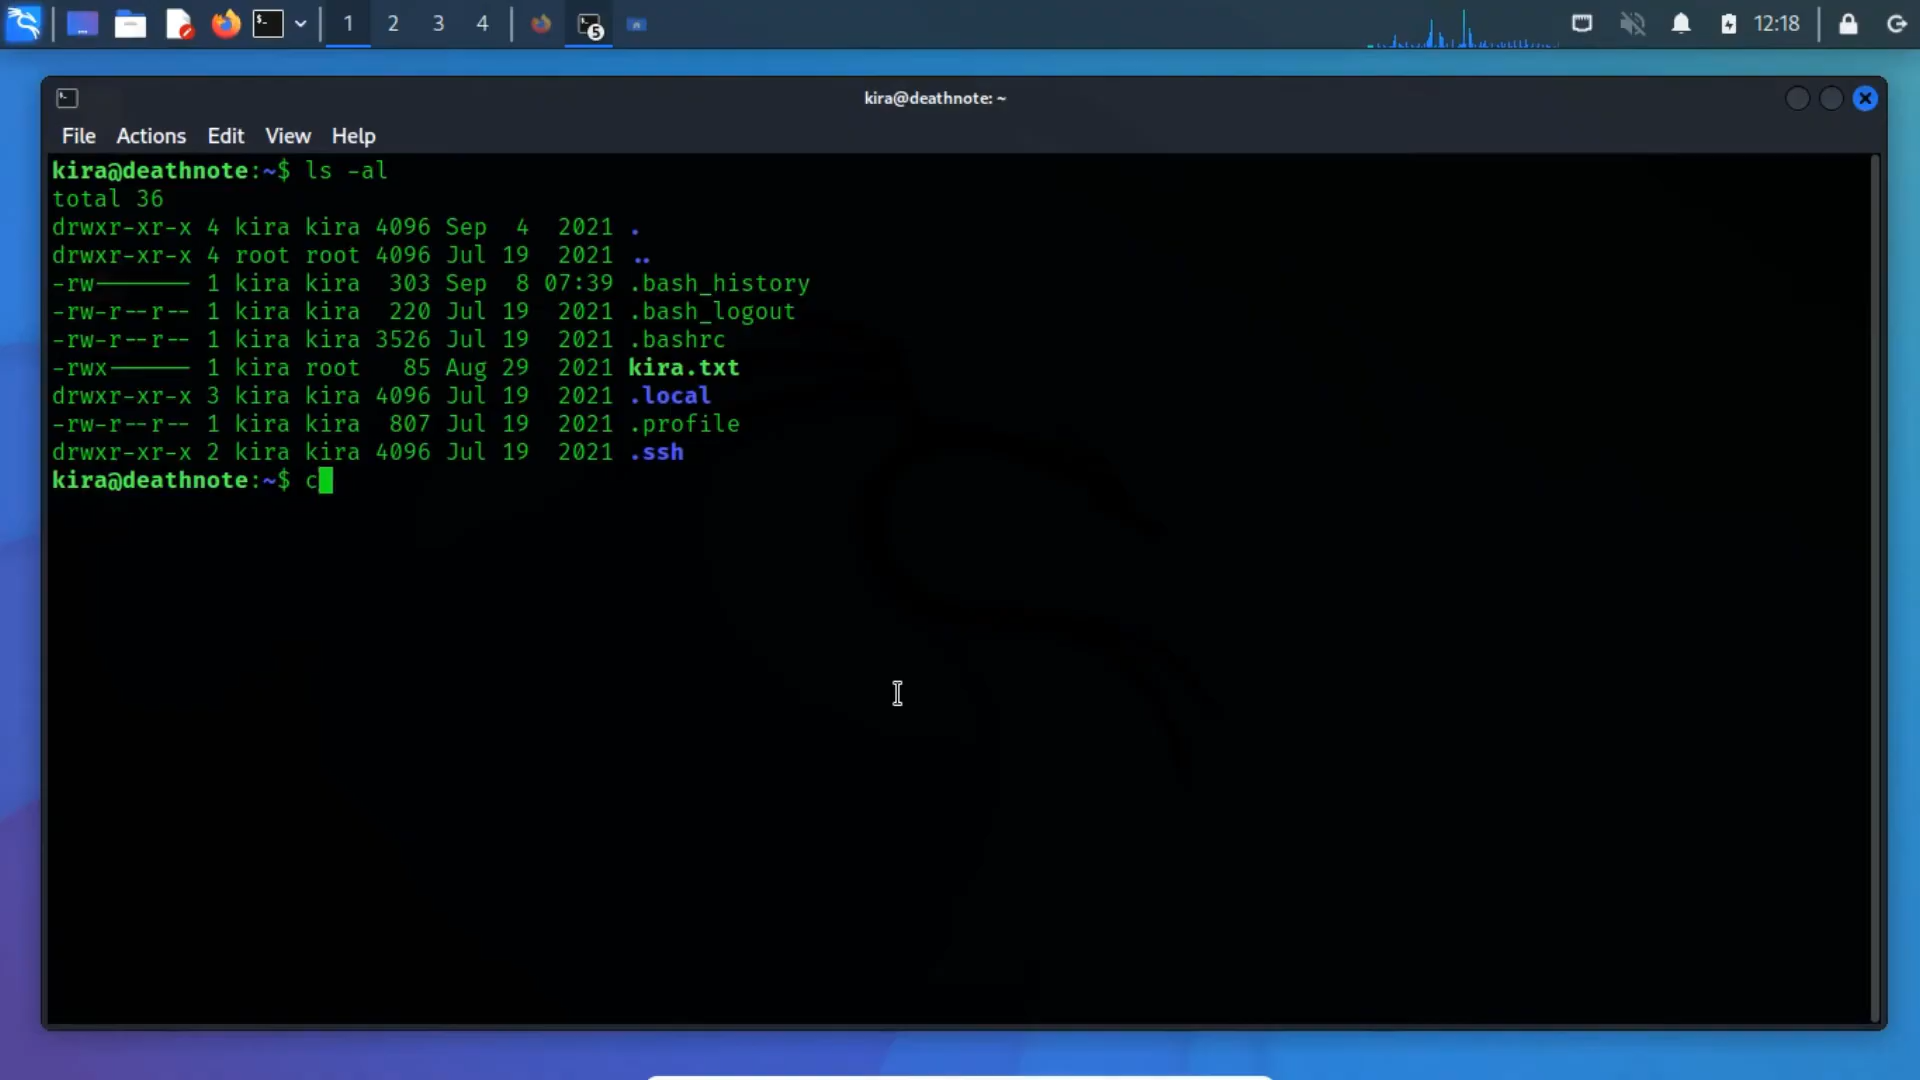 1 2 3 4 5 12:18
kira@deathnote: ~
File Actions Edit View Help
kira@deathnote:~$ ls -al
total 36
drwxr-xr-x 4 kira kira 4096 Sep  4  2021 .
drwxr-xr-x 4 root root 4096 Jul 19  2021 ..
-rw------- 1 kira kira  303 Sep  8 07:39 .bash_history
-rw-r--r-- 1 kira kira  220 Jul 19  2021 .bash_logout
-rw-r--r-- 1 kira kira 3526 Jul 19  2021 .bashrc
-rwx------ 1 kira root   85 Aug 29  2021 kira.txt
drwxr-xr-x 3 kira kira 4096 Jul 19  2021 .local
-rw-r--r-- 1 kira kira  807 Jul 19  2021 .profile
drwxr-xr-x 2 kira kira 4096 Jul 19  2021 .ssh
kira@deathnote:~$ c